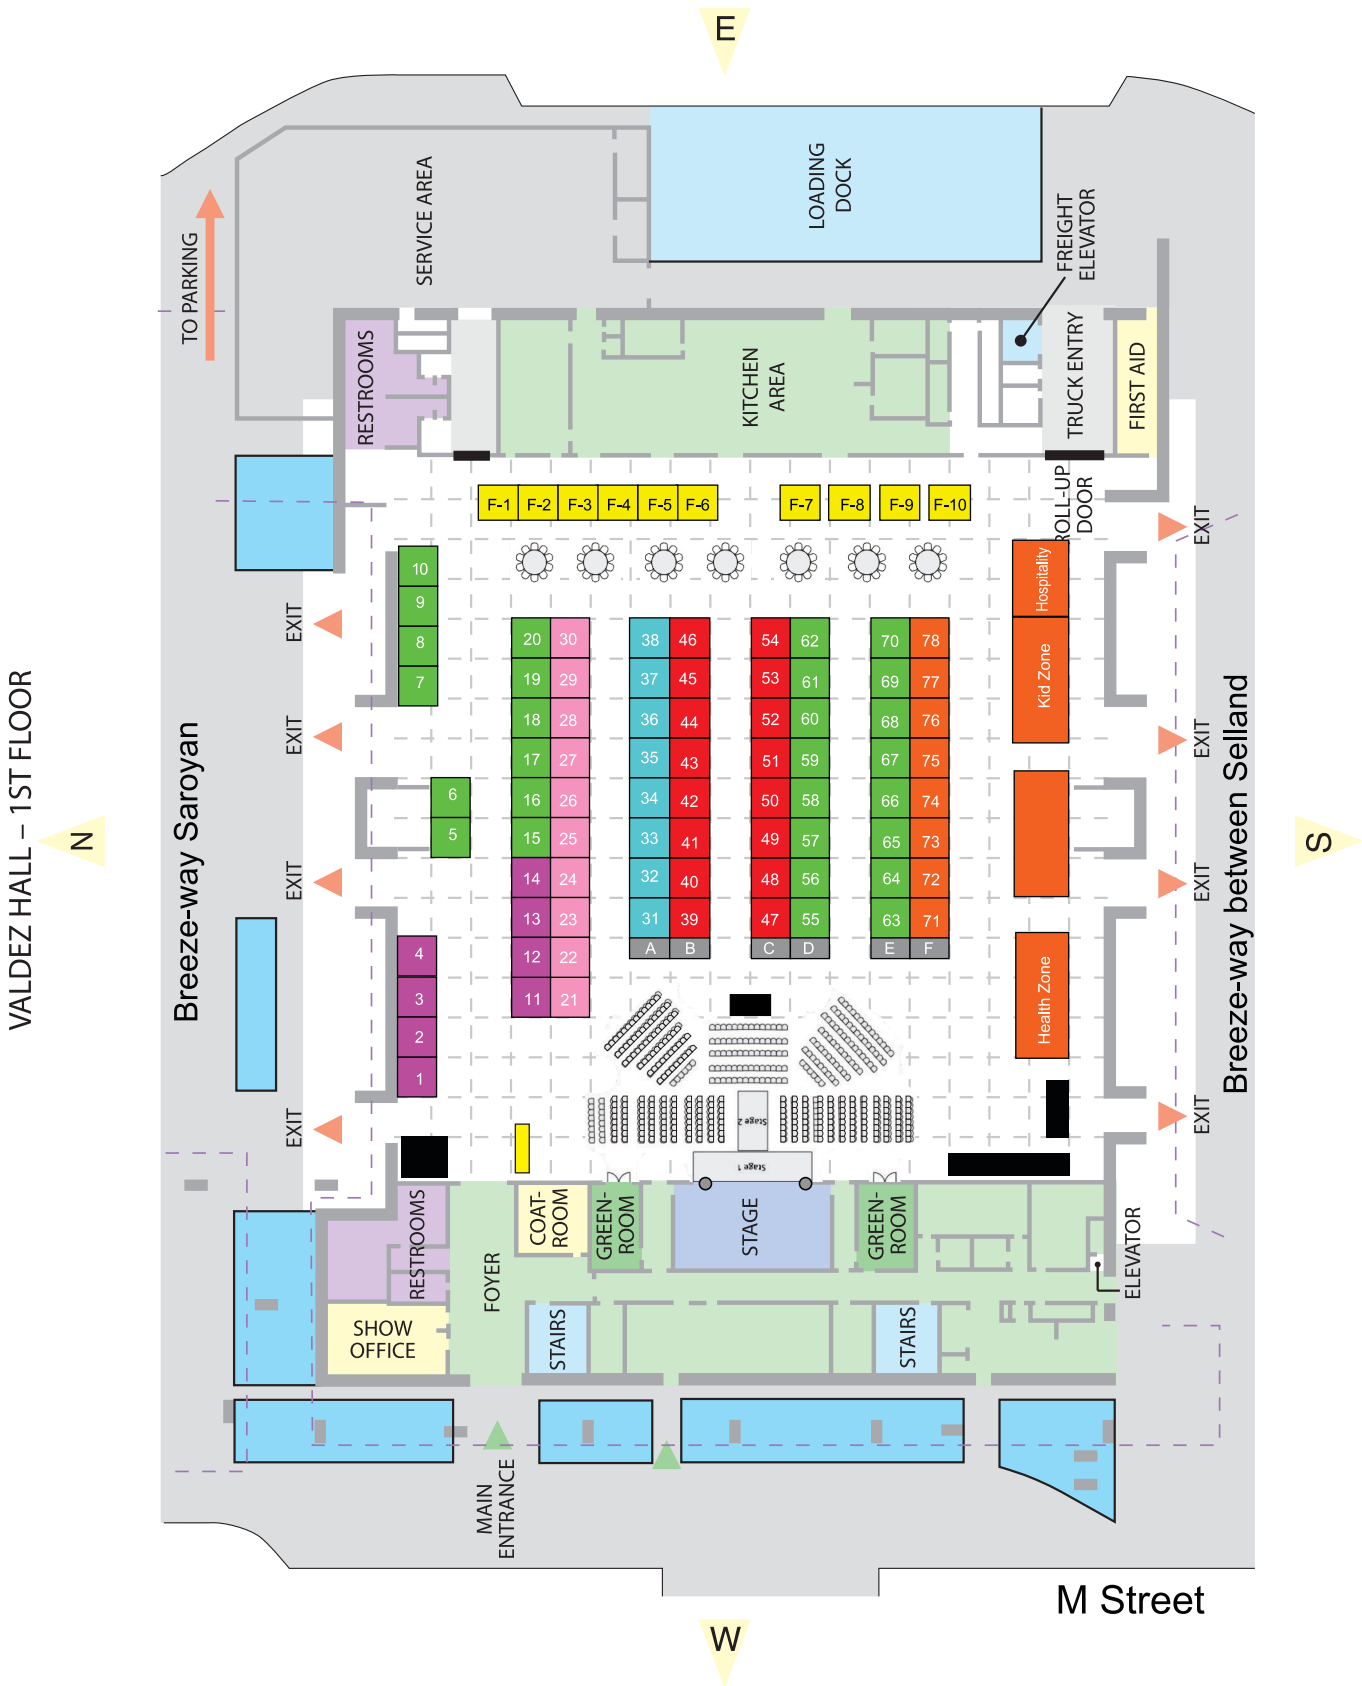 E
LOADING
DOCK
SERVICE AREA
FREIGHT
ELEVATOR
TO PARKING
RESTROOMS
KITCHEN
AREA
TRUCK ENTRY
FIRST AID
ROLL-UP
DOOR
F-1 F-2 F-3 F-4 F-5 F-6 F-7 F-8 F-9 F-10
EXIT
EXIT
EXIT
EXIT
EXIT
EXIT
EXIT
EXIT
Hospitality
Kid Zone
Health Zone
10
9
8
7
6
5
4
3
2
1
20 30 38 46 54 62 70 78
19 29 37 45 53 61 69 77
18 28 36 44 52 60 68 76
17 27 35 43 51 59 67 75
16 26 34 42 50 58 66 74
15 25 33 41 49 57 65 73
14 24 32 40 48 56 64 72
13 23 31 39 47 55 63 71
12 22 A B C D E F
11 21
VALDEZ HALL – 1ST FLOOR
N
Breeze-way Saroyan
Breeze-way between Selland
S
Stage 2
Stage 1
RESTROOMS
COAT-
ROOM
GREEN-
ROOM
STAGE
GREEN-
ROOM
FOYER
ELEVATOR
SHOW
OFFICE
STAIRS
STAIRS
MAIN
ENTRANCE
M Street
W